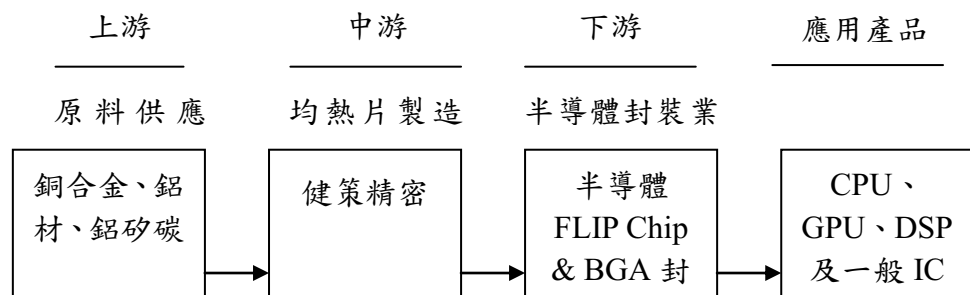 上游 中游 下游 應用產品
原料供應 均熱片製造 半導體封裝業
銅合金、鋁
材、鋁矽碳
健策精密
半導體
FLIP Chip
& BGA 封
CPU、
GPU、DSP
及一般 IC